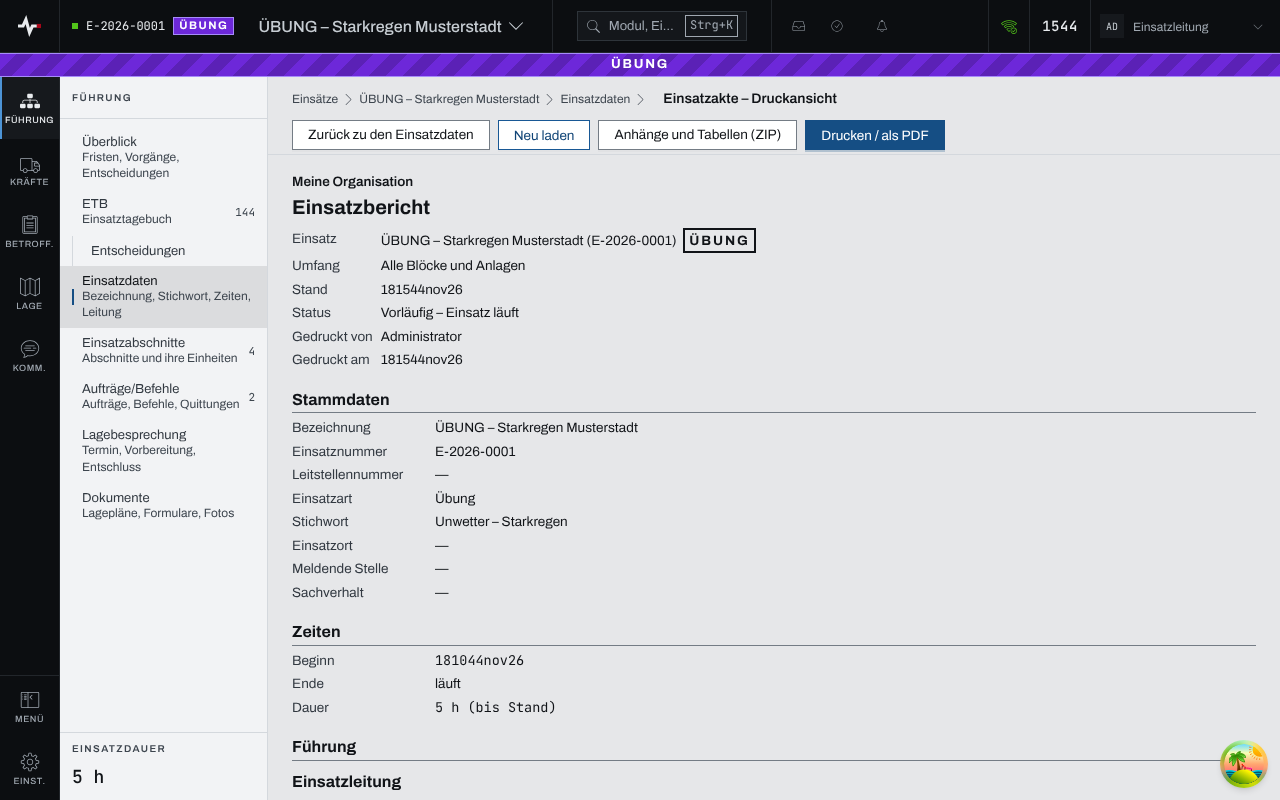 E-2026-0001 ÜBUNG ÜBUNG – Starkregen Musterstadt Modul, Ei... Strg+K 1544 AD Einsatzleitung
ÜBUNG
FÜHRUNG
KRÄFTE
BETROFF.
LAGE
KOMM.
MENÜ
EINST.
FÜHRUNG
Überblick
Fristen, Vorgänge,
Entscheidungen
ETB
Einsatztagebuch 144
Entscheidungen
Einsatzdaten
Bezeichnung, Stichwort, Zeiten,
Leitung
Einsatzabschnitte
Abschnitte und ihre Einheiten 4
Aufträge/Befehle
Aufträge, Befehle, Quittungen 2
Lagebesprechung
Termin, Vorbereitung,
Entschluss
Dokumente
Lagepläne, Formulare, Fotos
EINSATZDAUER
5 h
Einsätze ÜBUNG – Starkregen Musterstadt Einsatzdaten Einsatzakte – Druckansicht
Zurück zu den Einsatzdaten Neu laden Anhänge und Tabellen (ZIP) Drucken / als PDF
Meine Organisation
Einsatzbericht
Einsatz ÜBUNG – Starkregen Musterstadt (E-2026-0001) ÜBUNG
Umfang Alle Blöcke und Anlagen
Stand 181544nov26
Status Vorläufig – Einsatz läuft
Gedruckt von Administrator
Gedruckt am 181544nov26
Stammdaten
Bezeichnung ÜBUNG – Starkregen Musterstadt
Einsatznummer E-2026-0001
Leitstellennummer —
Einsatzart Übung
Stichwort Unwetter – Starkregen
Einsatzort —
Meldende Stelle —
Sachverhalt —
Zeiten
Beginn 181044nov26
Ende läuft
Dauer 5 h (bis Stand)
Führung
Einsatzleitung